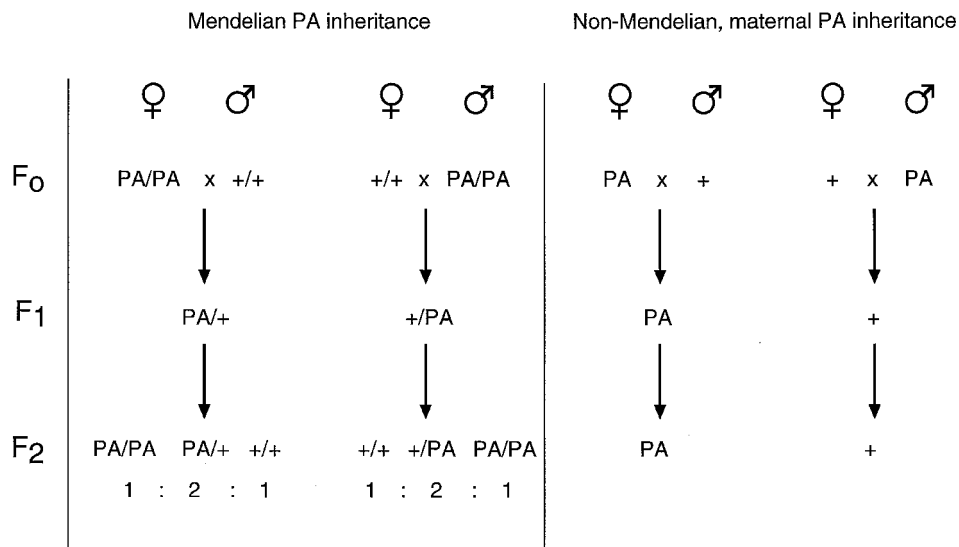 Mendelian PA inheritance Non-Mendelian, maternal PA inheritance
♀ ♂ ♀ ♂ ♀ ♂ ♀ ♂
F0 PA/PA x +/+ +/+ x PA/PA PA x + + x PA
F1 PA/+ +/PA PA +
F2 PA/PA PA/+ +/+ +/+ +/PA PA/PA PA +
1 : 2 : 1 1 : 2 : 1